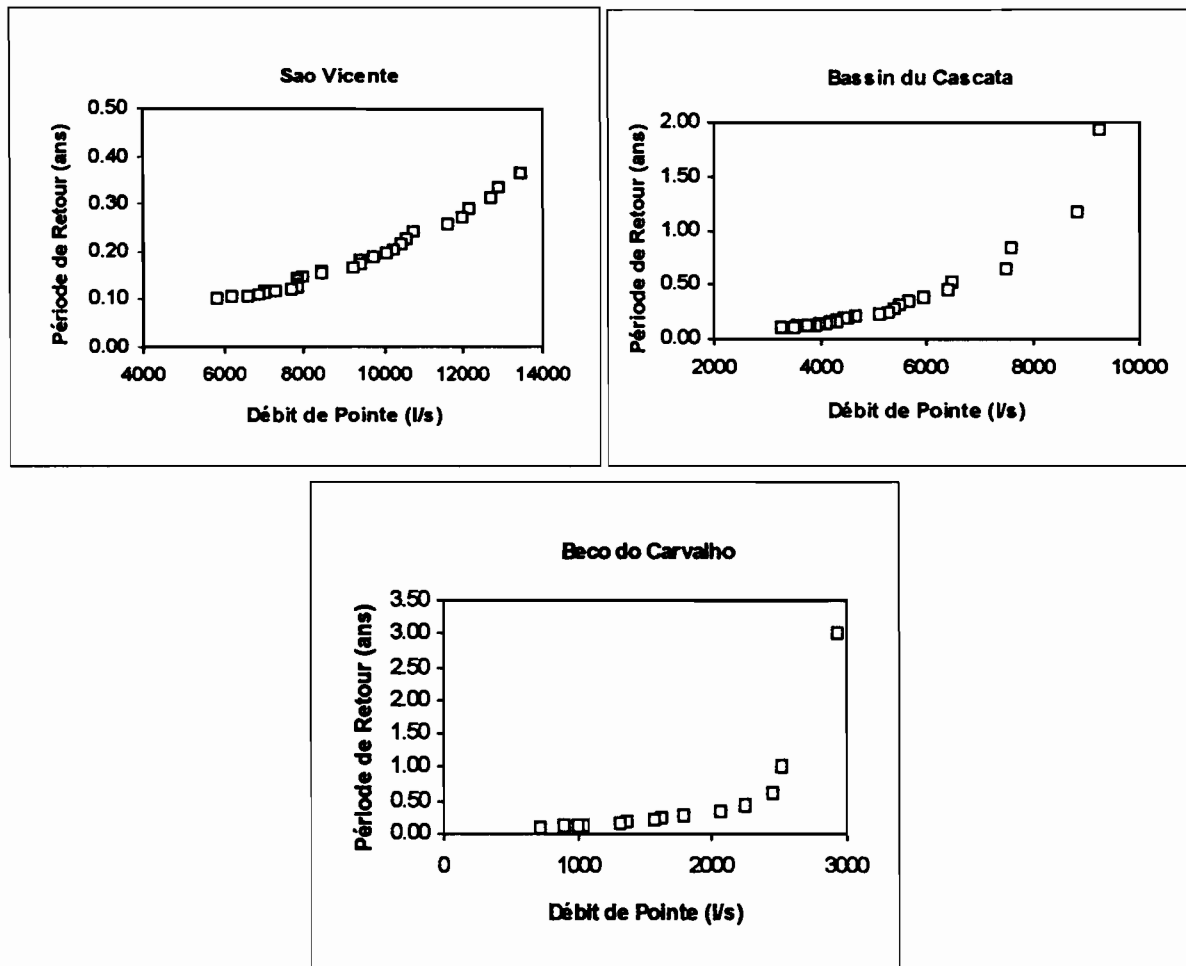 Sao Vicente
Période de Retour (ans)
0.50
0.40
0.30
0.20
0.10
0.00
4000 6000 8000 10000 12000 14000
Débit de Pointe (l/s)
Bassin du Cascata
Période de Retour (ans)
2.00
1.50
1.00
0.50
0.00
2000 4000 6000 8000 10000
Débit de Pointe (l/s)
Beco do Carvalho
Période de Retour (ans)
3.50
3.00
2.50
2.00
1.50
1.00
0.50
0.00
0 1000 2000 3000
Débit de Pointe (l/s)